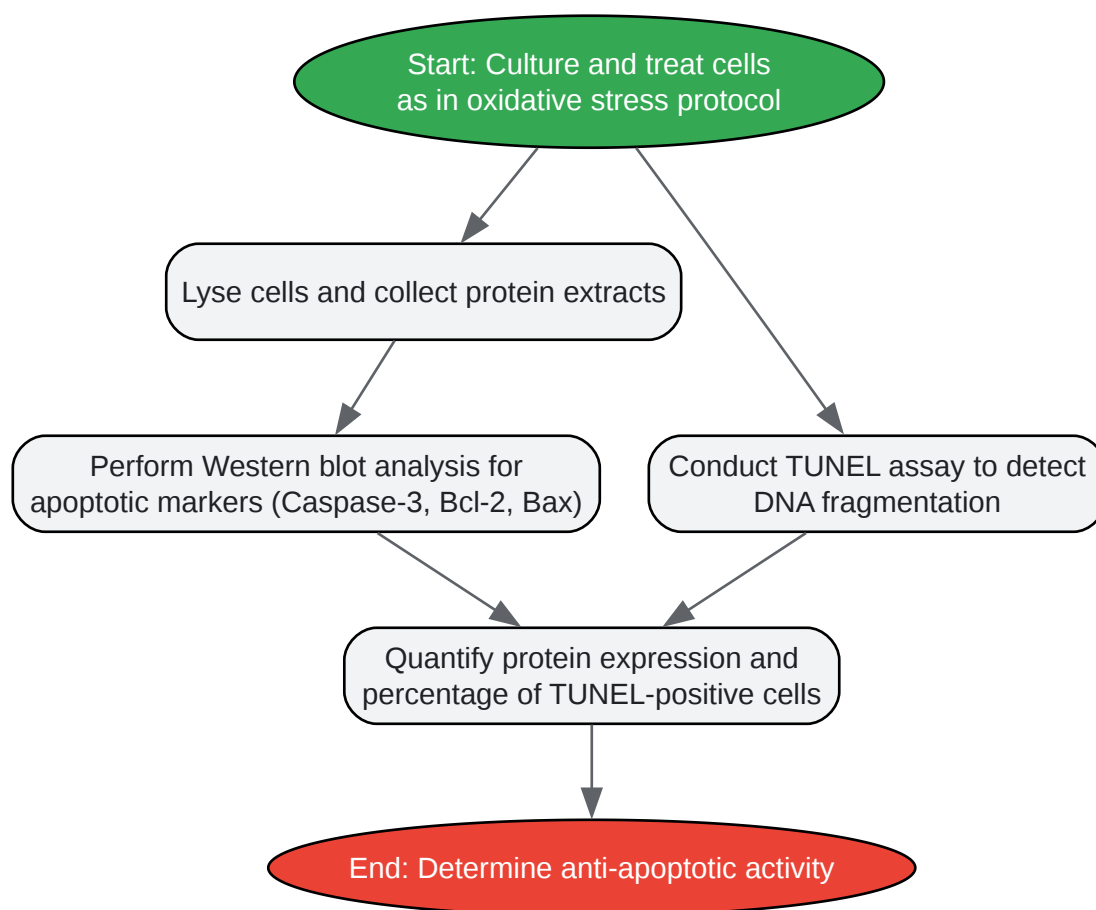 Start: Culture and treat cells
as in oxidative stress protocol
Lyse cells and collect protein extracts
Perform Western blot analysis for
apoptotic markers (Caspase-3, Bcl-2, Bax)
Conduct TUNEL assay to detect
DNA fragmentation
Quantify protein expression and
percentage of TUNEL-positive cells
End: Determine anti-apoptotic activity